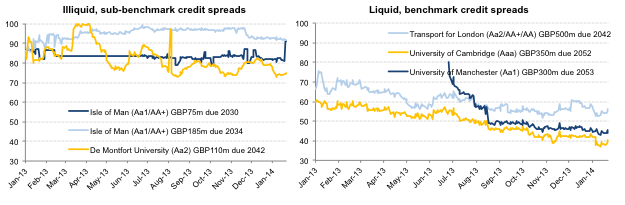 Illiquid, sub-benchmark credit spreads
100
90
80
70
60
50
40
30
Isle of Man (Aa1/AA+) GBP75m due 2030
Isle of Man (Aa1/AA+) GBP185m due 2034
De Montfort University (Aa2) GBP110m due 2042
Jan-13
Feb-13
Mar-13
Apr-13
May-13
Jun-13
Jul-13
Aug-13
Sep-13
Oct-13
Nov-13
Dec-13
Jan-14
Liquid, benchmark credit spreads
100
90
80
70
60
50
40
30
Transport for London (Aa2/AA+/AA) GBP500m due 2042
University of Cambridge (Aaa) GBP350m due 2052
University of Manchester (Aa1) GBP300m due 2053
Jan-13
Feb-13
Mar-13
Apr-13
May-13
Jun-13
Jul-13
Aug-13
Sep-13
Oct-13
Nov-13
Dec-13
Jan-14